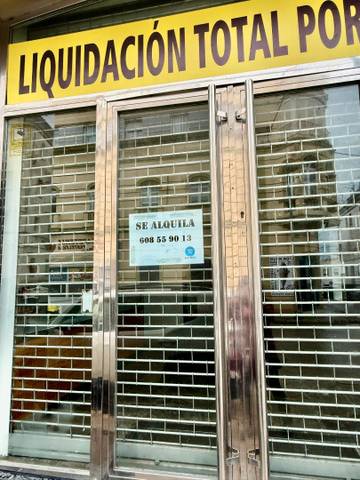 LIQUIDACIÓN TOTAL POR
SE ALQUILA
608 55 90 13